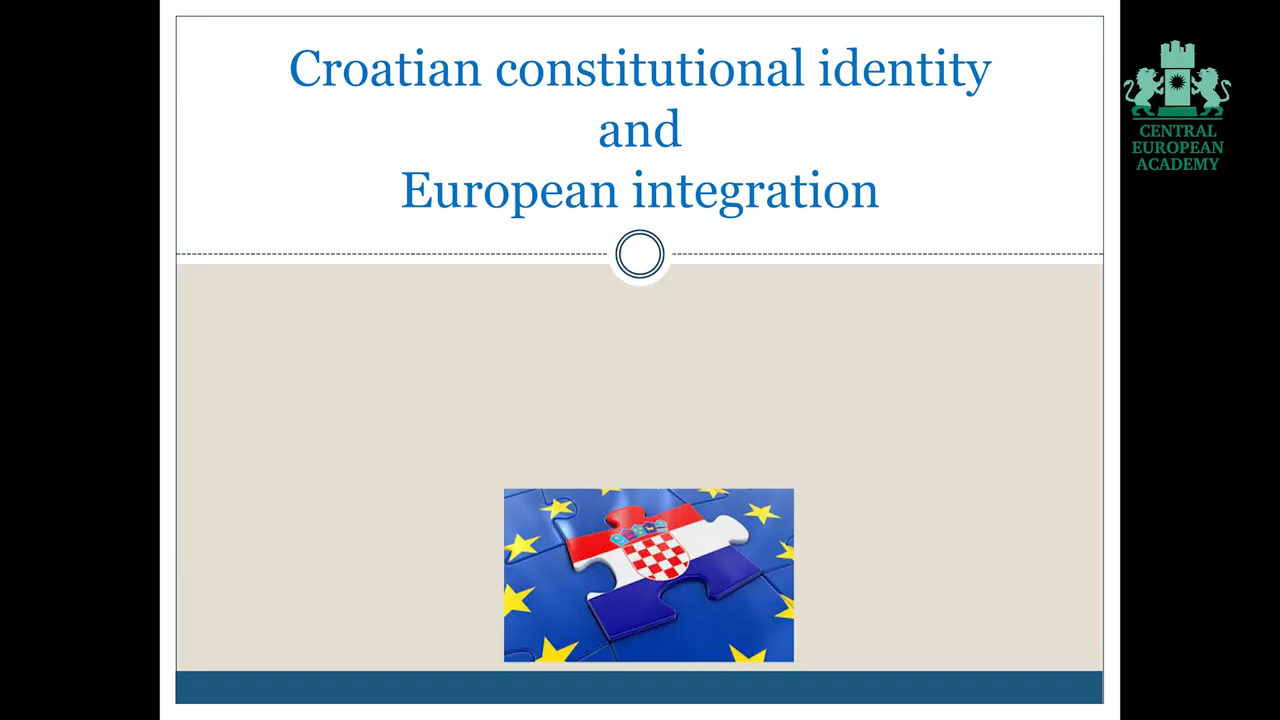 Croatian constitutional identity
and
European integration
CENTRAL
EUROPEAN
ACADEMY